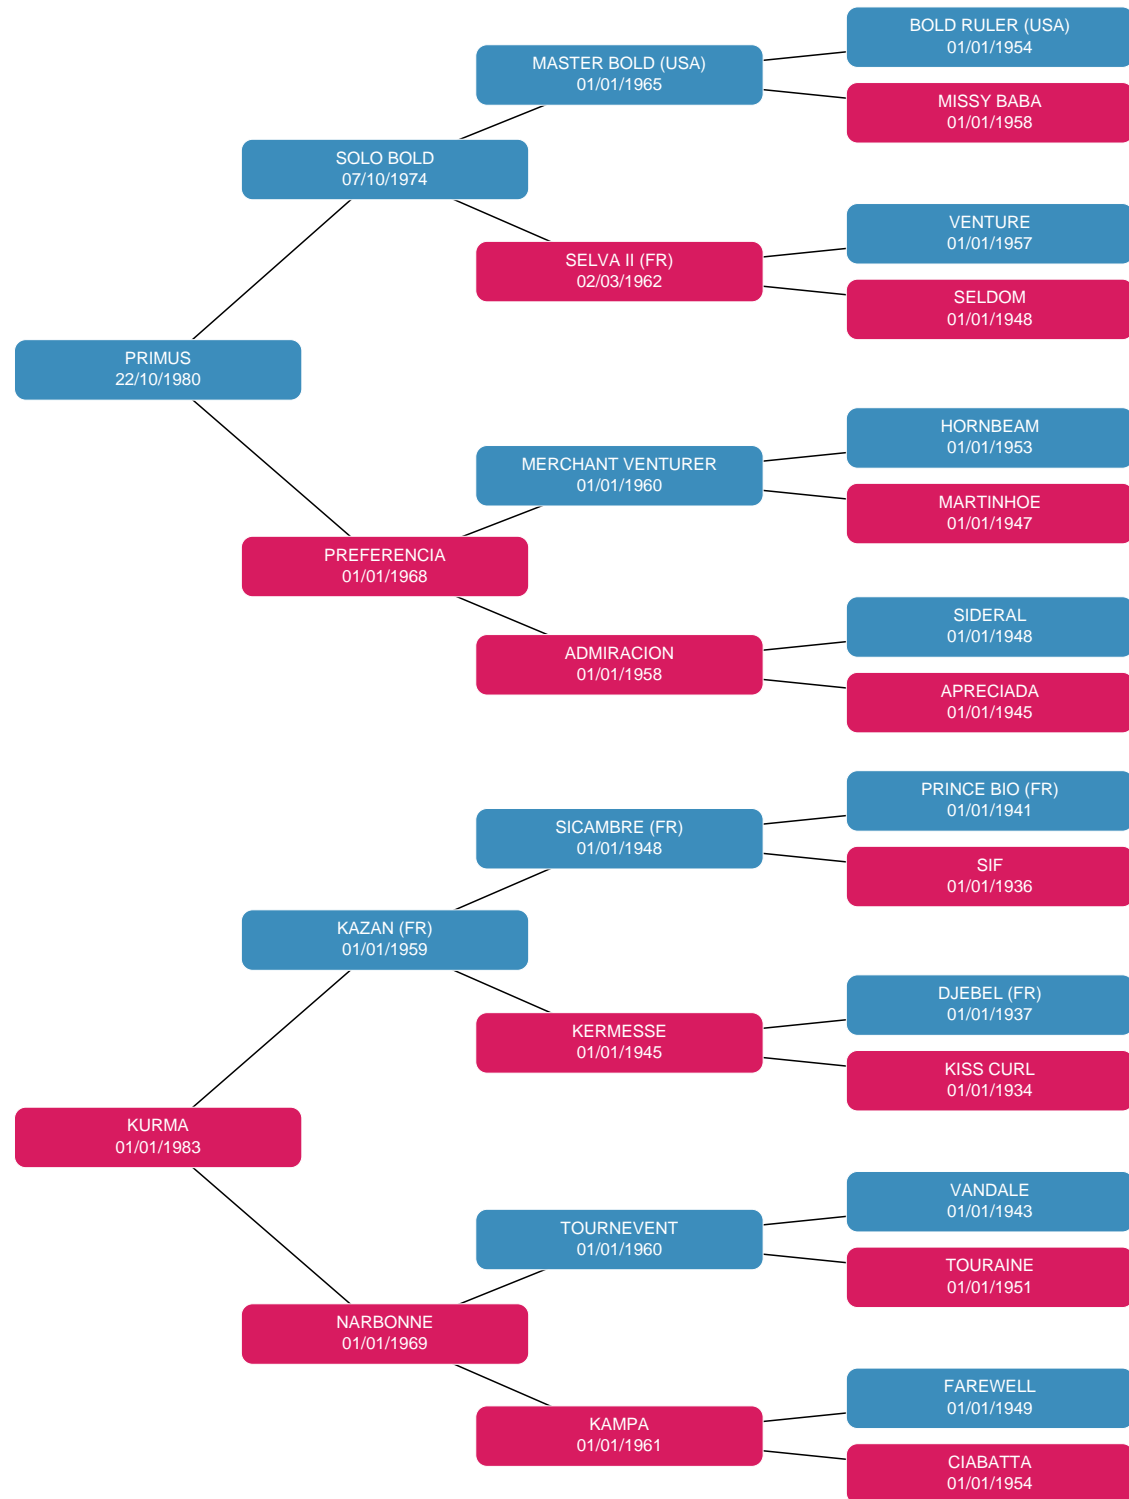 BOLD RULER (USA)
01/01/1954
MASTER BOLD (USA)
01/01/1965
MISSY BABA
01/01/1958
SOLO BOLD
07/10/1974
VENTURE
01/01/1957
SELVA II (FR)
02/03/1962
SELDOM
01/01/1948
PRIMUS
22/10/1980
HORNBEAM
01/01/1953
MERCHANT VENTURER
01/01/1960
MARTINHOE
01/01/1947
PREFERENCIA
01/01/1968
SIDERAL
01/01/1948
ADMIRACION
01/01/1958
APRECIADA
01/01/1945
PRINCE BIO (FR)
01/01/1941
SICAMBRE (FR)
01/01/1948
SIF
01/01/1936
KAZAN (FR)
01/01/1959
DJEBEL (FR)
01/01/1937
KERMESSE
01/01/1945
KISS CURL
01/01/1934
KURMA
01/01/1983
VANDALE
01/01/1943
TOURNEVENT
01/01/1960
TOURAINE
01/01/1951
NARBONNE
01/01/1969
FAREWELL
01/01/1949
KAMPA
01/01/1961
CIABATTA
01/01/1954